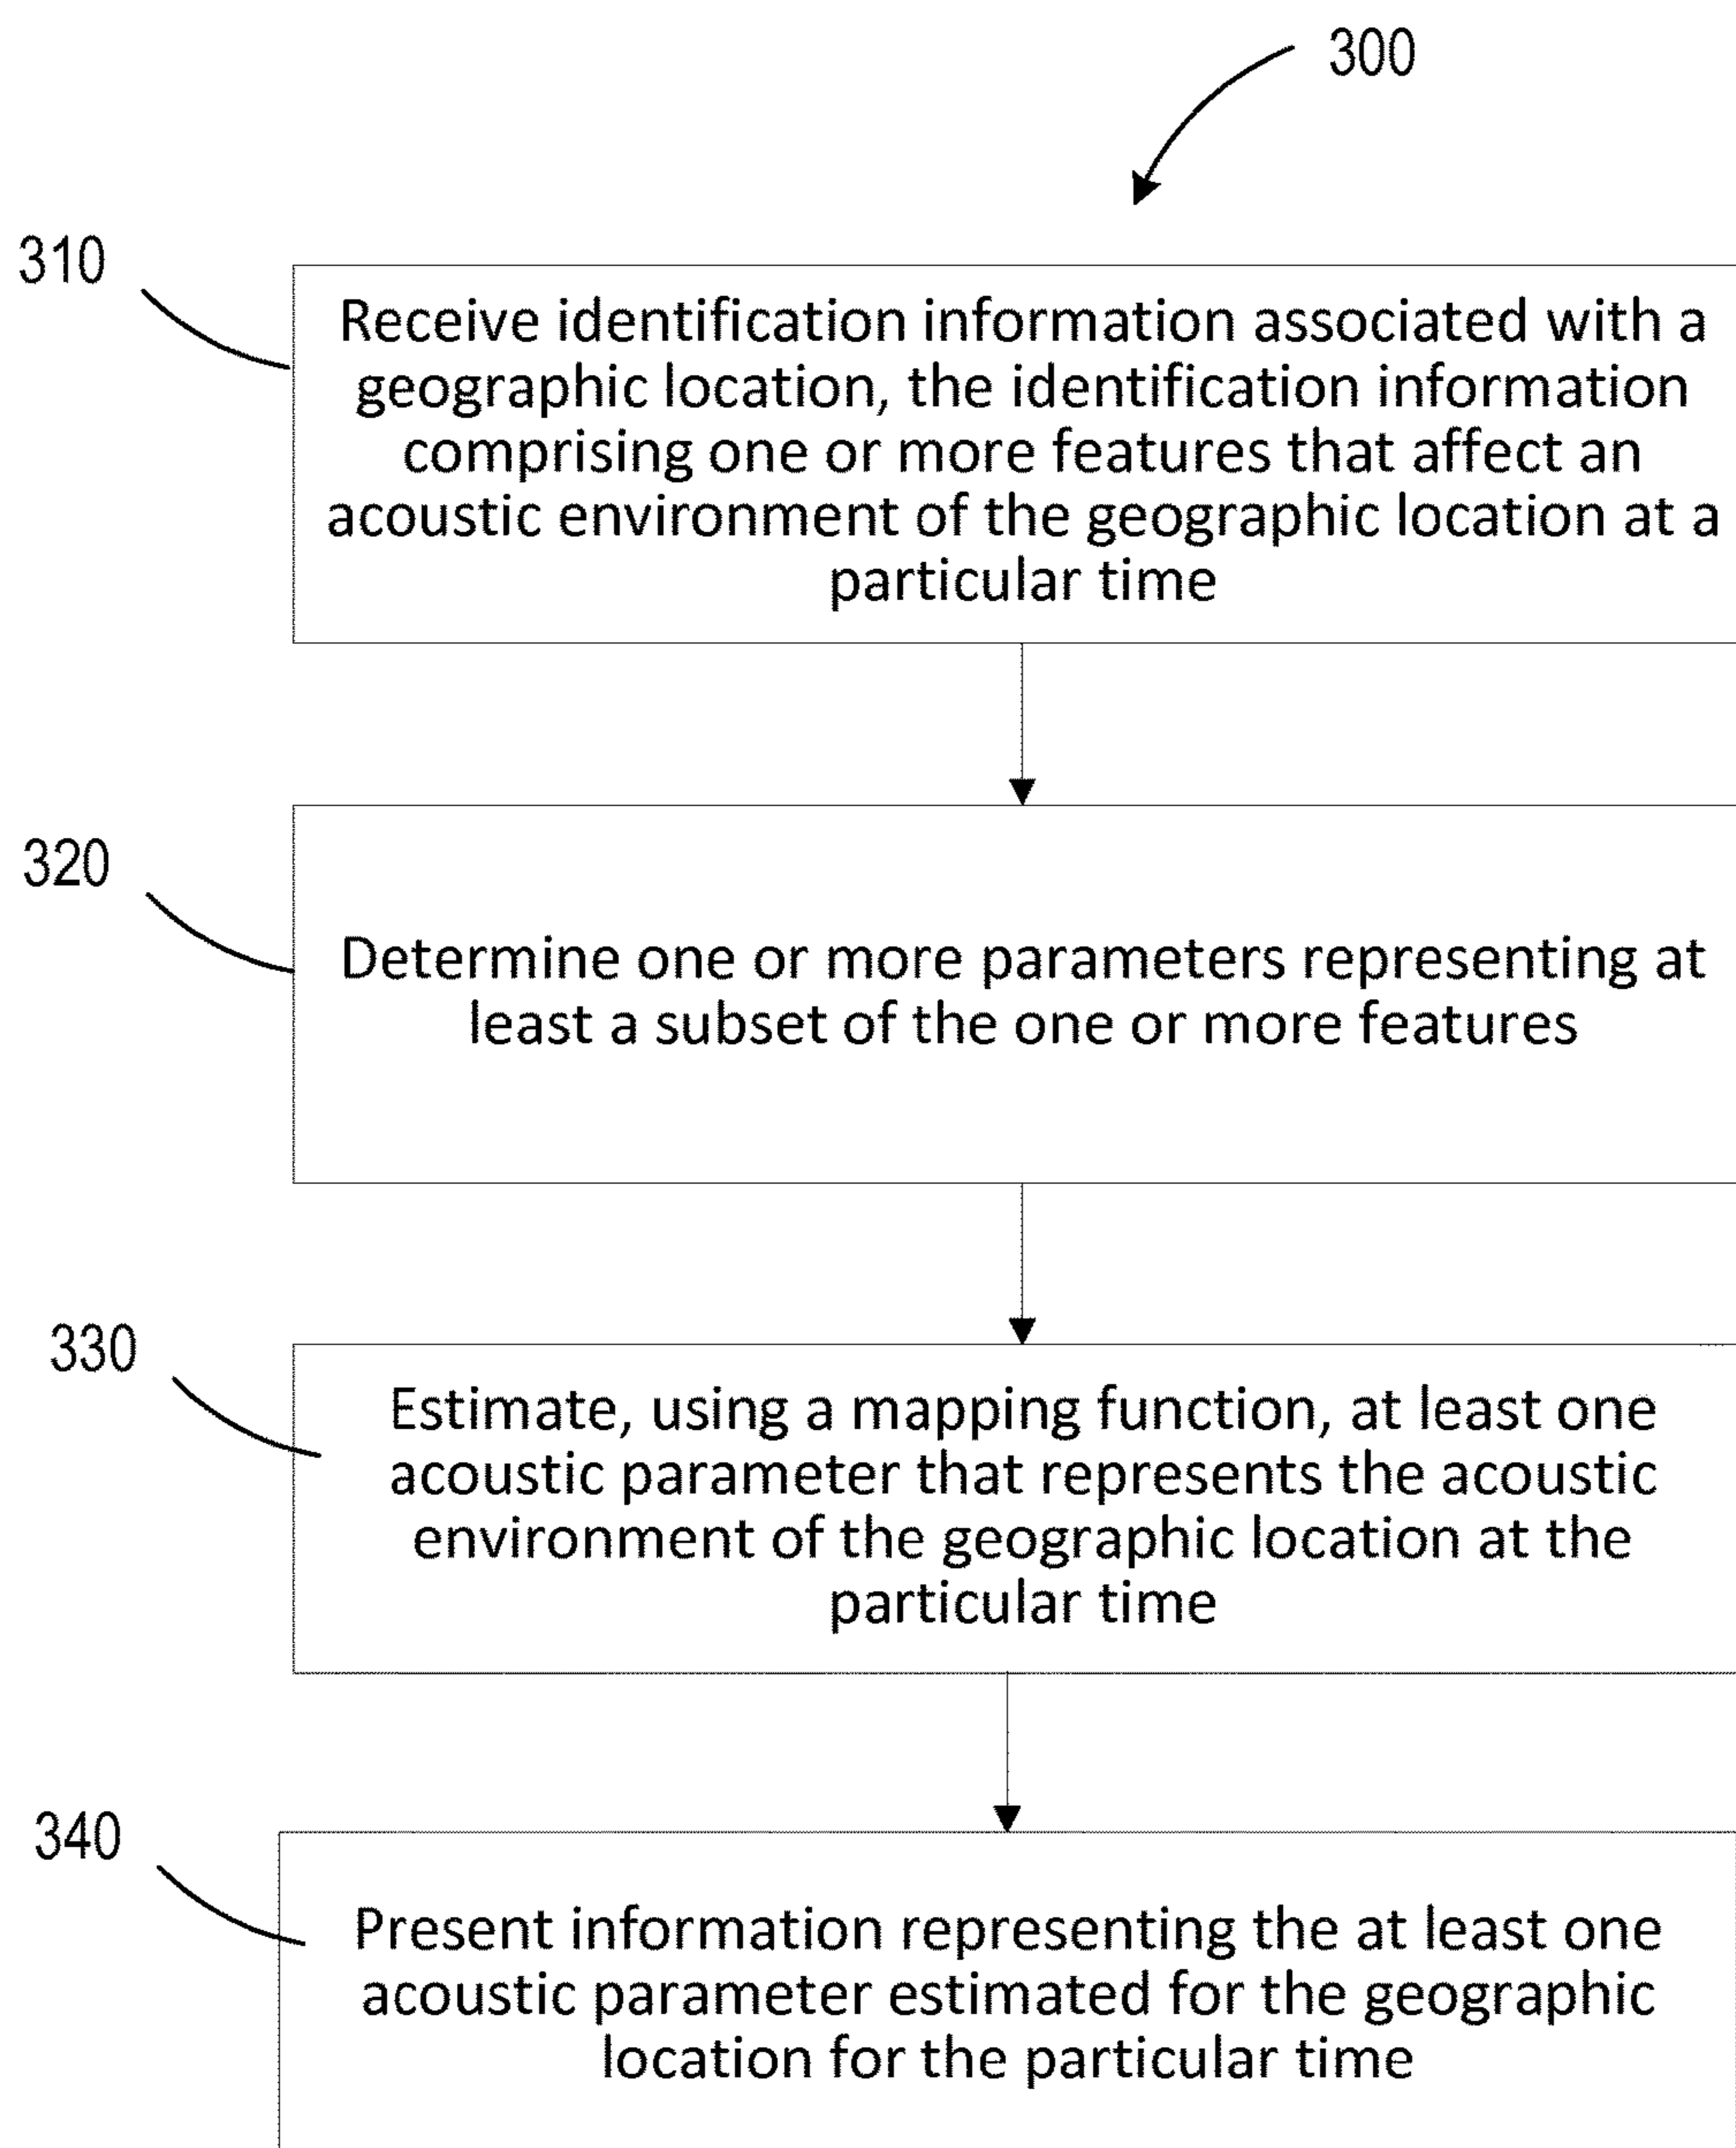 300
310
Receive identification information associated with a
geographic location, the identification information
comprising one or more features that affect an
acoustic environment of the geographic location at a
particular time
320
Determine one or more parameters representing at
least a subset of the one or more features
330
Estimate, using a mapping function, at least one
acoustic parameter that represents the acoustic
environment of the geographic location at the
particular time
340
Present information representing the at least one
acoustic parameter estimated for the geographic
location for the particular time